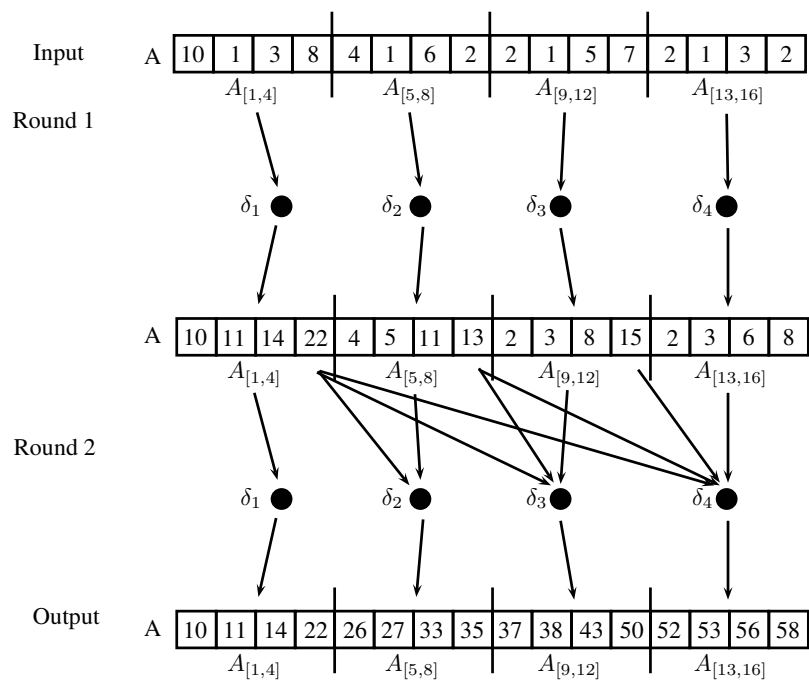 Input A 10 1 3 8 4 1 6 2 2 1 5 7 2 1 3 2
A[1,4] A[5,8] A[9,12] A[13,16]
Round 1
δ1 δ2 δ3 δ4
A 10 11 14 22 4 5 11 13 2 3 8 15 2 3 6 8
A[1,4] A[5,8] A[9,12] A[13,16]
Round 2
δ1 δ2 δ3 δ4
Output A 10 11 14 22 26 27 33 35 37 38 43 50 52 53 56 58
A[1,4] A[5,8] A[9,12] A[13,16]